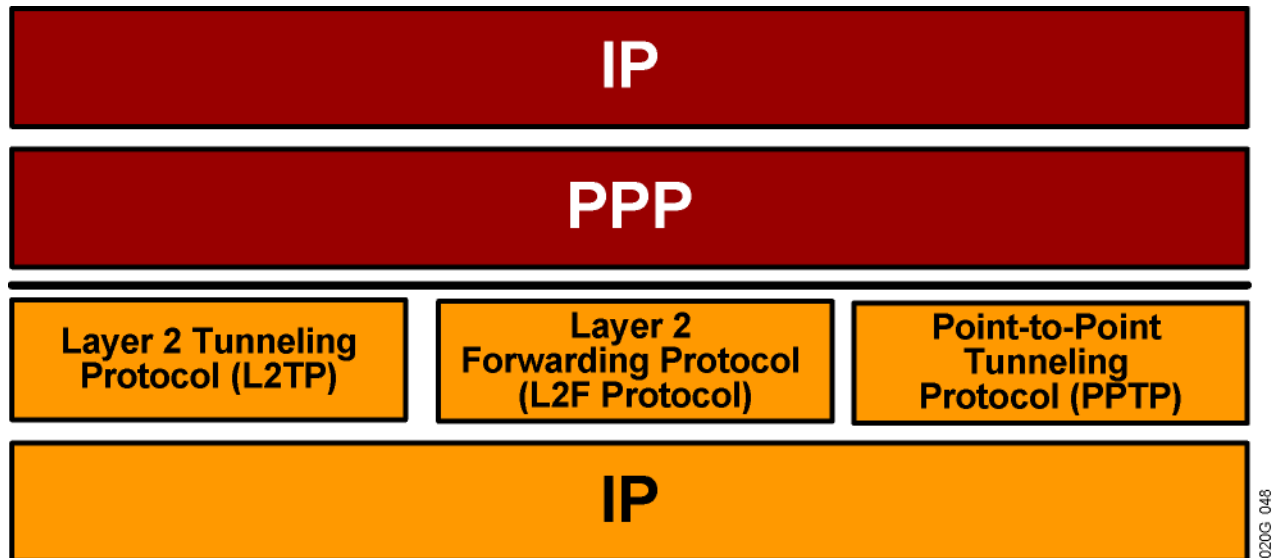 IP
PPP
Layer 2 Tunneling
Protocol (L2TP)
Layer 2
Forwarding Protocol
(L2F Protocol)
Point-to-Point
Tunneling
Protocol (PPTP)
IP
020G_048